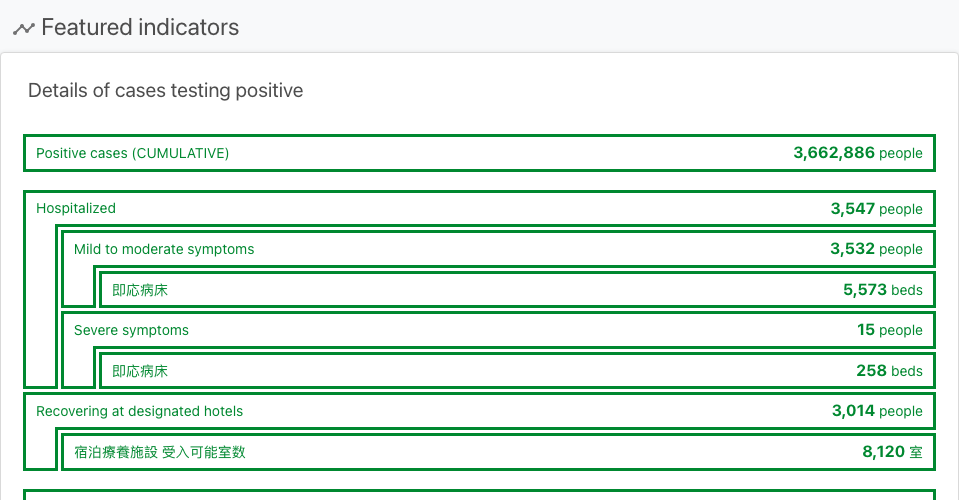 Featured indicators
Details of cases testing positive
Positive cases (CUMULATIVE) 3,662,886 people
Hospitalized 3,547 people
Mild to moderate symptoms 3,532 people
即応病床 5,573 beds
Severe symptoms 15 people
即応病床 258 beds
Recovering at designated hotels 3,014 people
宿泊療養施設 受入可能室数 8,120 室